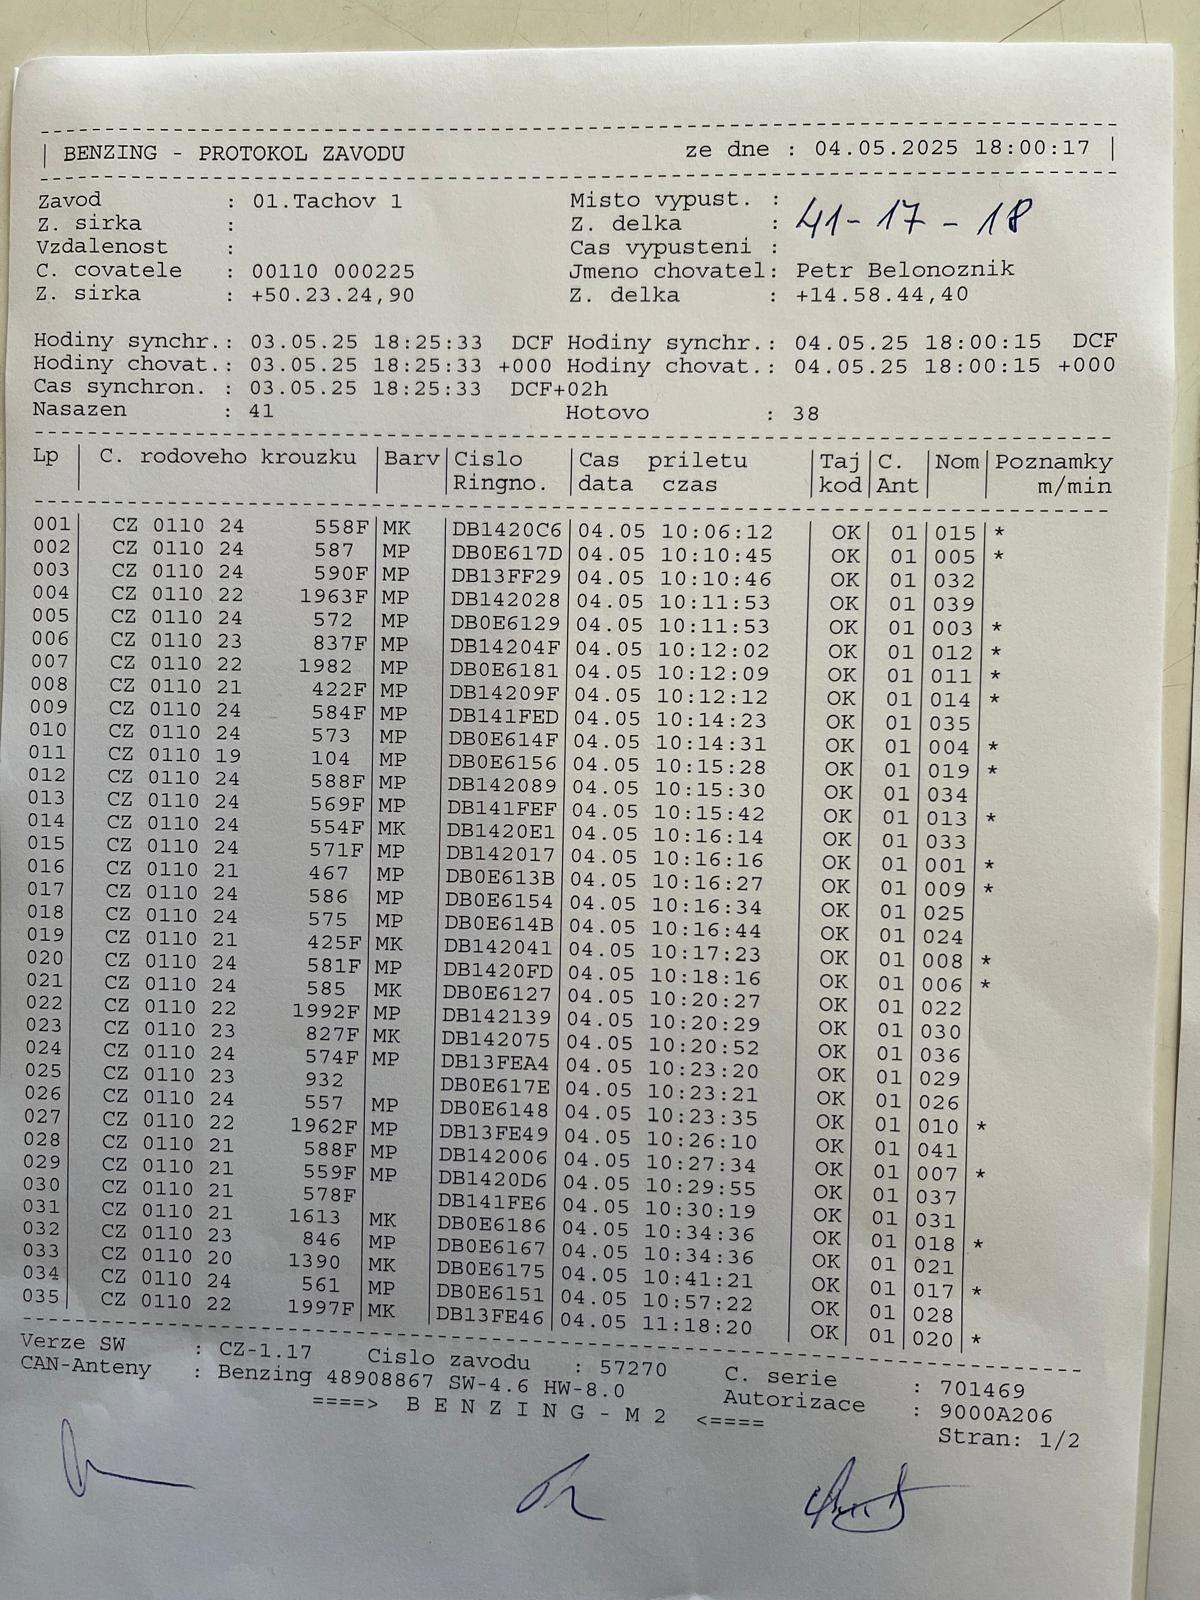 | BENZING - PROTOKOL ZAVODU ze dne : 04.05.2025 18:00:17 |
Zavod : 01.Tachov 1 Misto vypust. :
Z. sirka : Z. delka : 41-17-18
Vzdalenost : Cas vypusteni :
C. covatele : 00110 000225 Jmeno chovatel: Petr Belonoznik
Z. sirka : +50.23.24,90 Z. delka : +14.58.44,40
Hodiny synchr.: 03.05.25 18:25:33 DCF Hodiny synchr.: 04.05.25 18:00:15 DCF
Hodiny chovat.: 03.05.25 18:25:33 +000 Hodiny chovat.: 04.05.25 18:00:15 +000
Cas synchron. : 03.05.25 18:25:33 DCF+02h
Nasazen : 41 Hotovo : 38
Lp | C. rodoveho krouzku | Barv | Cislo | Cas priletu | Taj | C. | Nom | Poznamky
Ringno. | data czas | kod | Ant | m/min
001 | CZ 0110 24 558F | MK | DB1420C6 | 04.05 10:06:12 | OK | 01 | 015 | *
002 | CZ 0110 24 587 | MP | DB0E617D | 04.05 10:10:45 | OK | 01 | 005 | *
003 | CZ 0110 24 590F | MP | DB13FF29 | 04.05 10:10:46 | OK | 01 | 032 |
004 | CZ 0110 22 1963F | MP | DB142028 | 04.05 10:11:53 | OK | 01 | 039 |
005 | CZ 0110 24 572 | MP | DB0E6129 | 04.05 10:11:53 | OK | 01 | 003 | *
006 | CZ 0110 23 837F | MP | DB14204F | 04.05 10:12:02 | OK | 01 | 012 | *
007 | CZ 0110 22 1982 | MP | DB0E6181 | 04.05 10:12:09 | OK | 01 | 011 | *
008 | CZ 0110 21 422F | MP | DB14209F | 04.05 10:12:12 | OK | 01 | 014 | *
009 | CZ 0110 24 584F | MP | DB141FED | 04.05 10:14:23 | OK | 01 | 035 |
010 | CZ 0110 24 573 | MP | DB0E614F | 04.05 10:14:31 | OK | 01 | 004 | *
011 | CZ 0110 19 104 | MP | DB0E6156 | 04.05 10:15:28 | OK | 01 | 019 | *
012 | CZ 0110 24 588F | MP | DB142089 | 04.05 10:15:30 | OK | 01 | 034 |
013 | CZ 0110 24 569F | MP | DB141FEF | 04.05 10:15:42 | OK | 01 | 013 | *
014 | CZ 0110 24 554F | MK | DB1420E1 | 04.05 10:16:14 | OK | 01 | 033 |
015 | CZ 0110 24 571F | MP | DB142017 | 04.05 10:16:16 | OK | 01 | 001 | *
016 | CZ 0110 21 467 | MP | DB0E613B | 04.05 10:16:27 | OK | 01 | 009 | *
017 | CZ 0110 24 586 | MP | DB0E6154 | 04.05 10:16:34 | OK | 01 | 025 |
018 | CZ 0110 24 575 | MP | DB0E614B | 04.05 10:16:44 | OK | 01 | 024 |
019 | CZ 0110 21 425F | MK | DB142041 | 04.05 10:17:23 | OK | 01 | 008 | *
020 | CZ 0110 24 581F | MP | DB1420FD | 04.05 10:18:16 | OK | 01 | 006 | *
021 | CZ 0110 24 585 | MK | DB0E6127 | 04.05 10:20:27 | OK | 01 | 022 |
022 | CZ 0110 22 1992F | MP | DB142139 | 04.05 10:20:29 | OK | 01 | 030 |
023 | CZ 0110 23 827F | MK | DB142075 | 04.05 10:20:52 | OK | 01 | 036 |
024 | CZ 0110 24 574F | MP | DB13FEA4 | 04.05 10:23:20 | OK | 01 | 029 |
025 | CZ 0110 23 932 | | DB0E617E | 04.05 10:23:21 | OK | 01 | 026 |
026 | CZ 0110 24 557 | MP | DB0E6148 | 04.05 10:23:35 | OK | 01 | 010 | *
027 | CZ 0110 22 1962F | MP | DB13FE49 | 04.05 10:26:10 | OK | 01 | 041 |
028 | CZ 0110 21 588F | MP | DB142006 | 04.05 10:27:34 | OK | 01 | 007 | *
029 | CZ 0110 21 559F | MP | DB1420D6 | 04.05 10:29:55 | OK | 01 | 037 |
030 | CZ 0110 21 578F | | DB141FE6 | 04.05 10:30:19 | OK | 01 | 031 |
031 | CZ 0110 21 1613 | MK | DB0E6186 | 04.05 10:34:36 | OK | 01 | 018 | *
032 | CZ 0110 23 846 | MP | DB0E6167 | 04.05 10:34:36 | OK | 01 | 021 |
033 | CZ 0110 20 1390 | MK | DB0E6175 | 04.05 10:41:21 | OK | 01 | 017 | *
034 | CZ 0110 24 561 | MP | DB0E6151 | 04.05 10:57:22 | OK | 01 | 028 |
035 | CZ 0110 22 1997F | MK | DB13FE46 | 04.05 11:18:20 | OK | 01 | 020 | *
Verze SW : CZ-1.17 Cislo zavodu : 57270 C. serie : 701469
CAN-Anteny : Benzing 48908867 SW-4.6 HW-8.0 Autorizace : 9000A206
====> B E N Z I N G - M 2 <==== Stran: 1/2